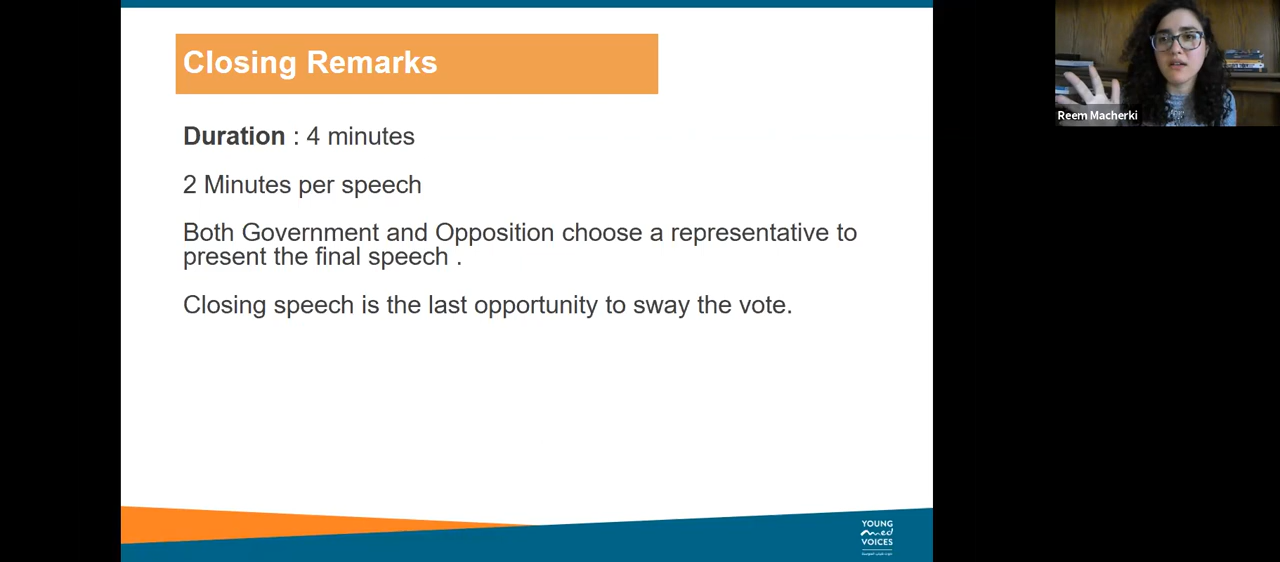 Closing Remarks
Duration : 4 minutes
2 Minutes per speech
Both Government and Opposition choose a representative to
present the final speech .
Closing speech is the last opportunity to sway the vote.
Reem Macherki
YOUNG
med
VOICES